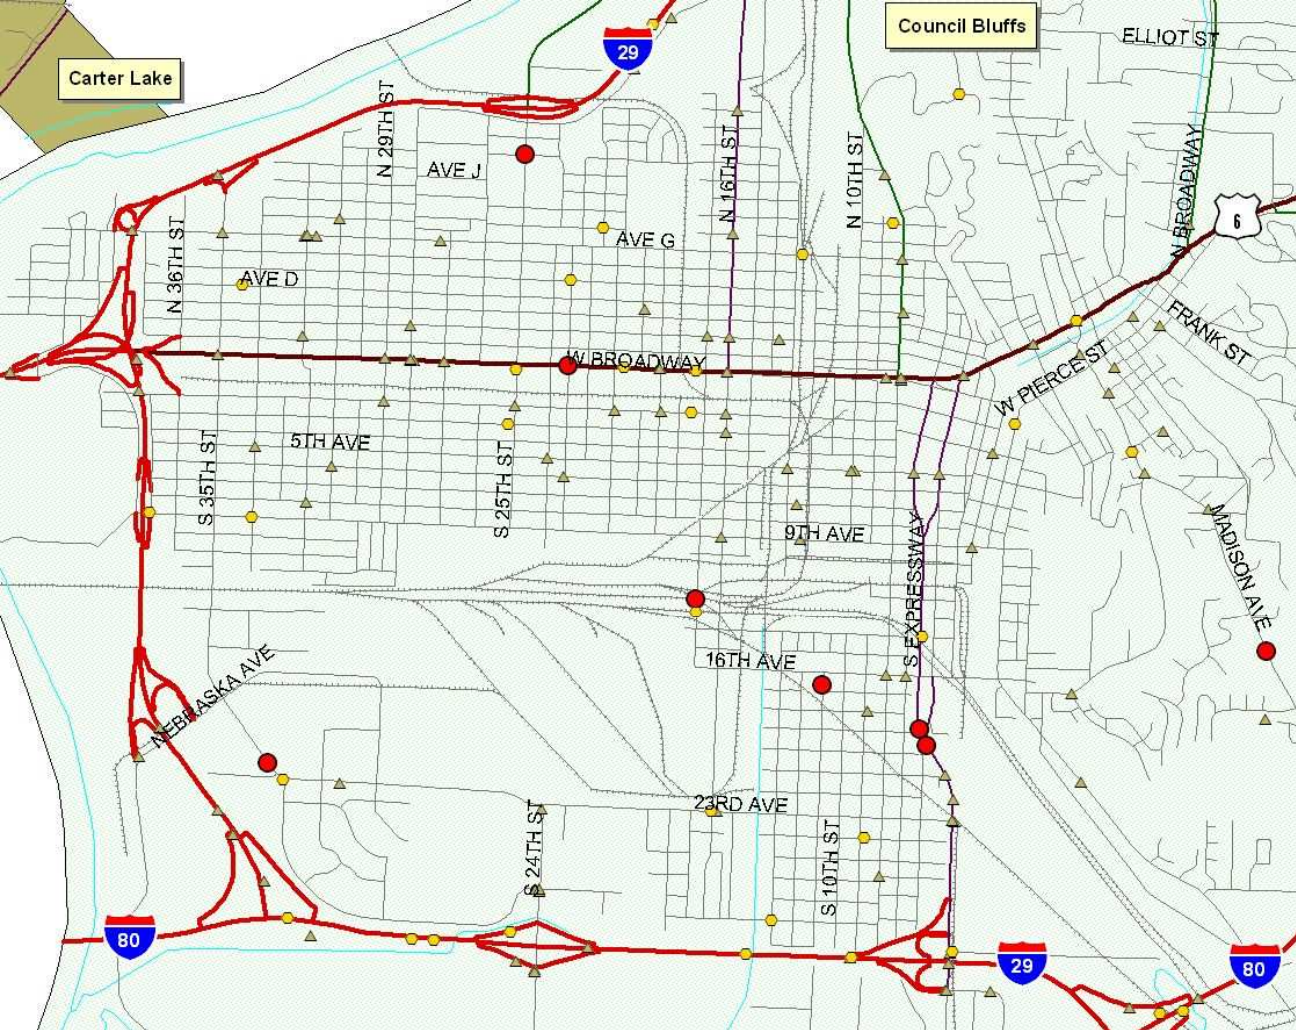 Carter Lake
29
Council Bluffs
ELLIOT ST
N 29TH ST
AVE J
N 16TH ST
N 10TH ST
N BROADWAY
6
N 36TH ST
AVE G
AVE D
W BROADWAY
FRANK ST
W PIERCE ST
S 35TH ST
5TH AVE
S 25TH ST
9TH AVE
S EXPRESSWAY
MADISON AVE
NEBRASKA AVE
16TH AVE
S 24TH ST
23RD AVE
S 10TH ST
80
29
80